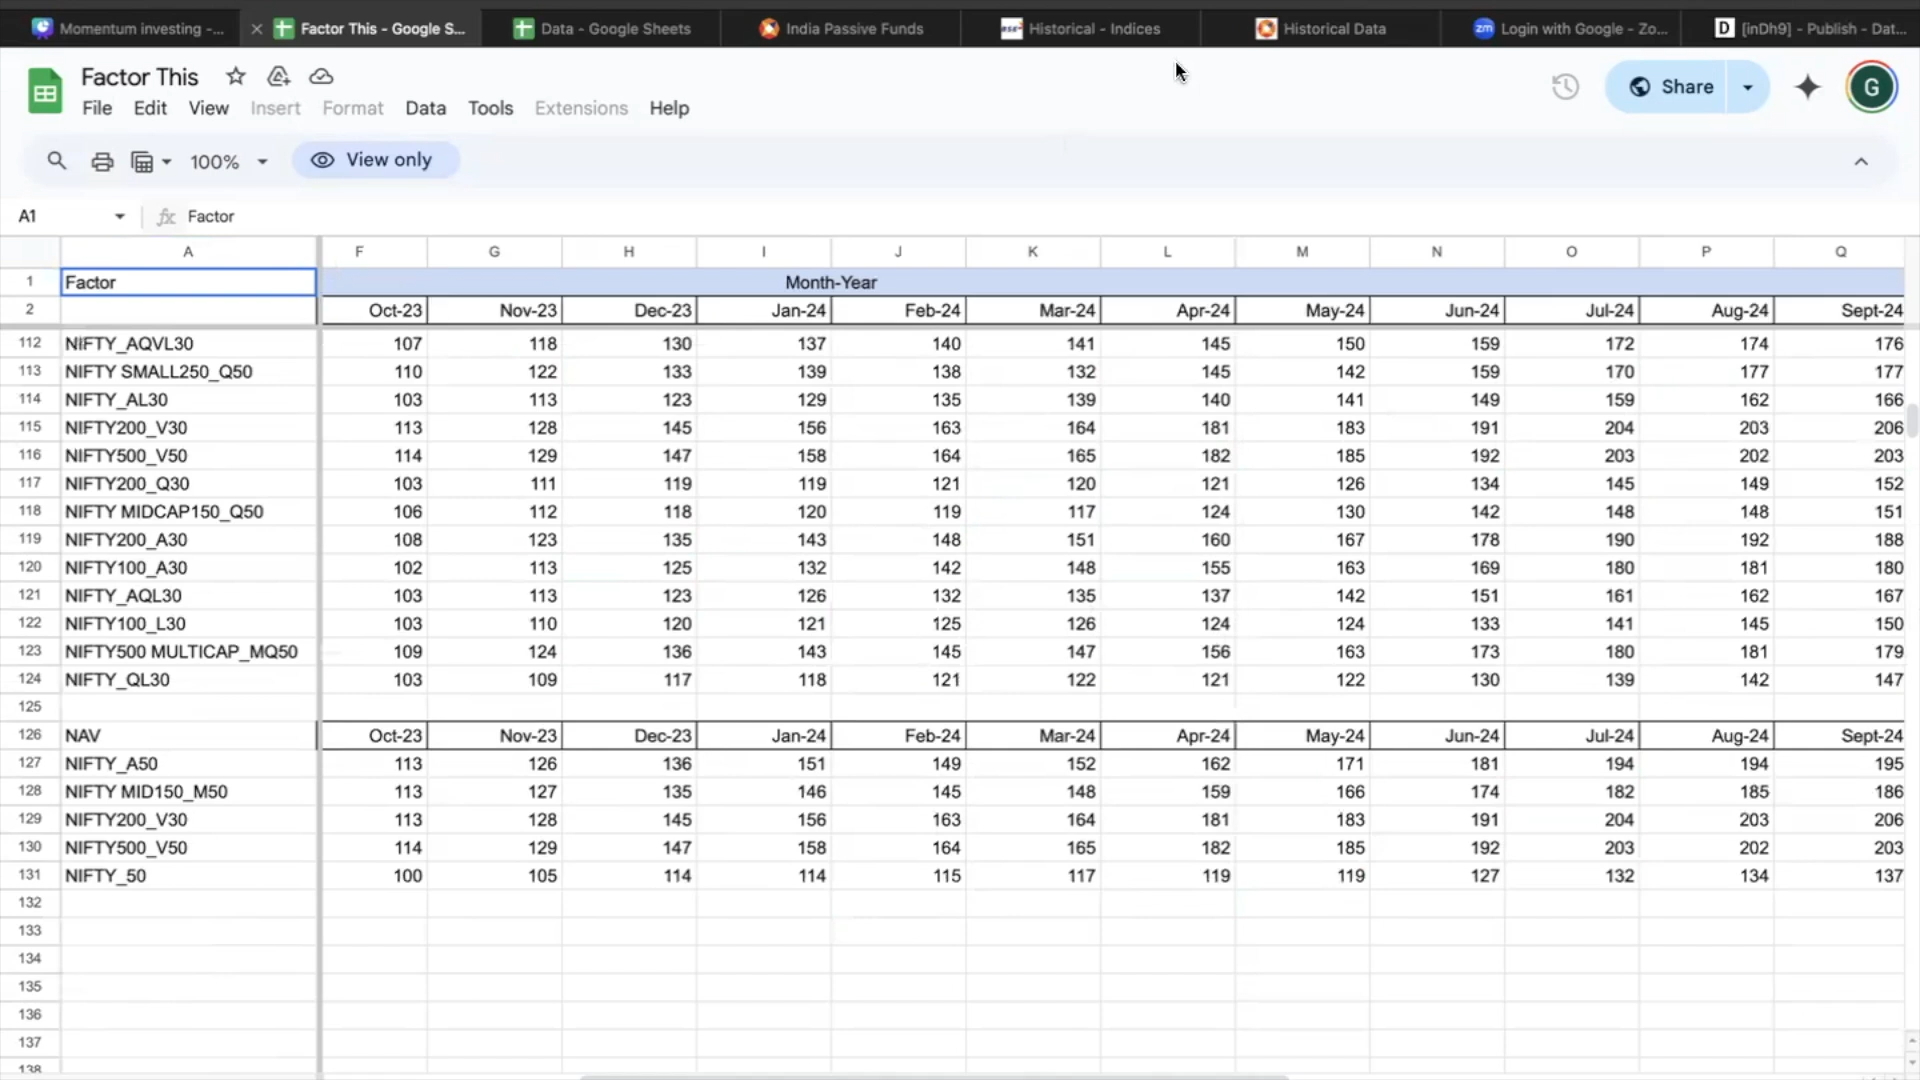 Momentum investing -...
Factor This - Google S...
Data - Google Sheets
India Passive Funds
BSE
Historical - Indices
Historical Data
zm
Login with Google - Zo...
D
[inDh9] - Publish - Dat...
Factor This
Share
G
File Edit View Insert Format Data Tools Extensions Help
100%
View only
A1
fx Factor
A F G H I J K L M N O P Q
1 Factor Month-Year
2 Oct-23 Nov-23 Dec-23 Jan-24 Feb-24 Mar-24 Apr-24 May-24 Jun-24 Jul-24 Aug-24 Sept-24
112 NIFTY_AQVL30 107 118 130 137 140 141 145 150 159 172 174 176
113 NIFTY SMALL250_Q50 110 122 133 139 138 132 145 142 159 170 177 177
114 NIFTY_AL30 103 113 123 129 135 139 140 141 149 159 162 166
115 NIFTY200_V30 113 128 145 156 163 164 181 183 191 204 203 206
116 NIFTY500_V50 114 129 147 158 164 165 182 185 192 203 202 203
117 NIFTY200_Q30 103 111 119 119 121 120 121 126 134 145 149 152
118 NIFTY MIDCAP150_Q50 106 112 118 120 119 117 124 130 142 148 148 151
119 NIFTY200_A30 108 123 135 143 148 151 160 167 178 190 192 188
120 NIFTY100_A30 102 113 125 132 142 148 155 163 169 180 181 180
121 NIFTY_AQL30 103 113 123 126 132 135 137 142 151 161 162 167
122 NIFTY100_L30 103 110 120 121 125 126 124 124 133 141 145 150
123 NIFTY500 MULTICAP_MQ50 109 124 136 143 145 147 156 163 173 180 181 179
124 NIFTY_QL30 103 109 117 118 121 122 121 122 130 139 142 147
125
126 NAV Oct-23 Nov-23 Dec-23 Jan-24 Feb-24 Mar-24 Apr-24 May-24 Jun-24 Jul-24 Aug-24 Sept-24
127 NIFTY_A50 113 126 136 151 149 152 162 171 181 194 194 195
128 NIFTY MID150_M50 113 127 135 146 145 148 159 166 174 182 185 186
129 NIFTY200_V30 113 128 145 156 163 164 181 183 191 204 203 206
130 NIFTY500_V50 114 129 147 158 164 165 182 185 192 203 202 203
131 NIFTY_50 100 105 114 114 115 117 119 119 127 132 134 137
132
133
134
135
136
137
138